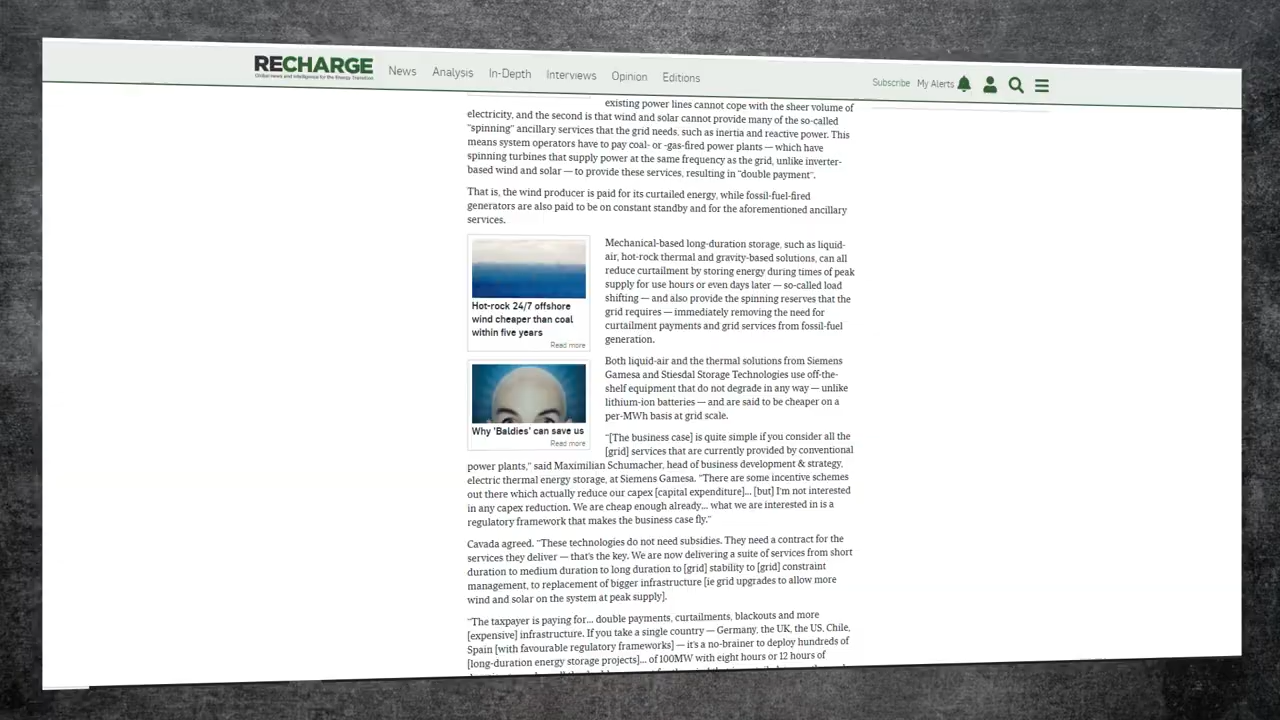 RECHARGE
Global news and intelligence for the Energy Transition
News Analysis In-Depth Interviews Opinion Editions
Subscribe My Alerts
existing power lines cannot cope with the sheer volume of
electricity, and the second is that wind and solar cannot provide many of the so-called
"spinning" ancillary services that the grid needs, such as inertia and reactive power. This
means system operators have to pay coal- or -gas-fired power plants — which have
spinning turbines that supply power at the same frequency as the grid, unlike inverter-
based wind and solar — to provide these services, resulting in "double payment".
That is, the wind producer is paid for its curtailed energy, while fossil-fuel-fired
generators are also paid to be on constant standby and for the aforementioned ancillary
services.
Hot-rock 24/7 offshore
wind cheaper than coal
within five years
Read more
Why 'Baldies' can save us
Read more
Mechanical-based long-duration storage, such as liquid-
air, hot-rock thermal and gravity-based solutions, can all
reduce curtailment by storing energy during times of peak
supply for use hours or even days later — so-called load
shifting — and also provide the spinning reserves that the
grid requires — immediately removing the need for
curtailment payments and grid services from fossil-fuel
generation.
Both liquid-air and the thermal solutions from Siemens
Gamesa and Stiesdal Storage Technologies use off-the-
shelf equipment that do not degrade in any way — unlike
lithium-ion batteries — and are said to be cheaper on a
per-MWh basis at grid scale.
"[The business case] is quite simple if you consider all the
[grid] services that are currently provided by conventional
power plants," said Maximilian Schumacher, head of business development & strategy,
electric thermal energy storage, at Siemens Gamesa. "There are some incentive schemes
out there which actually reduce our capex [capital expenditure]... [but] I'm not interested
in any capex reduction. We are cheap enough already... what we are interested in is a
regulatory framework that makes the business case fly."
Cavada agreed. "These technologies do not need subsidies. They need a contract for the
services they deliver — that's the key. We are now delivering a suite of services from short
duration to medium duration to long duration to [grid] stability to [grid] constraint
management, to replacement of bigger infrastructure [ie grid upgrades to allow more
wind and solar on the system at peak supply].
"The taxpayer is paying for... double payments, curtailments, blackouts and more
[expensive] infrastructure. If you take a single country — Germany, the UK, the US, Chile,
Spain [with favourable regulatory frameworks] — it's a no-brainer to deploy hundreds of
[long-duration energy storage projects]... of 100MW with eight hours or 12 hours of